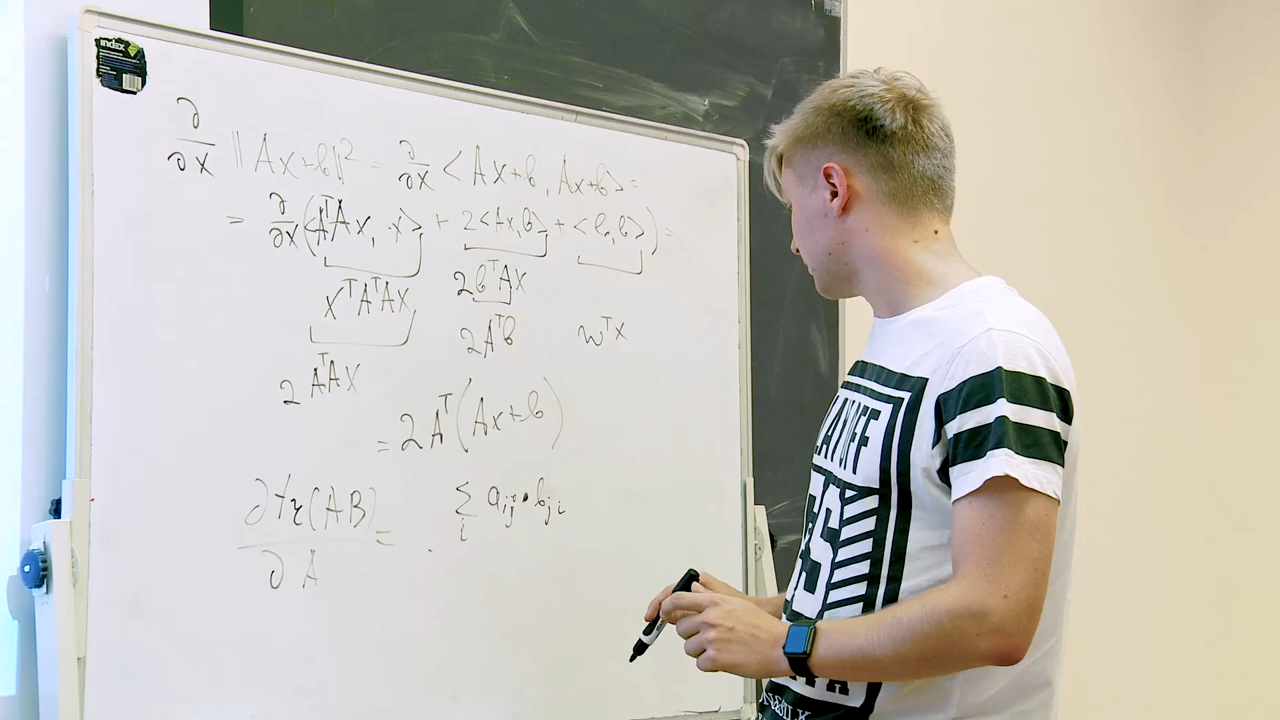 index
∂/∂x ||Ax+b||² = ∂/∂x <Ax+b, Ax+b> =
= ∂/∂x (<AᵀAx, x> + 2<Ax, b> + <b, b>) =
xᵀAᵀAx 2bᵀAx
2Aᵀb wᵀx
2AᵀAx
= 2Aᵀ(Ax+b)
∂tr(AB)/∂A = Σᵢ aᵢⱼ · bⱼᵢ